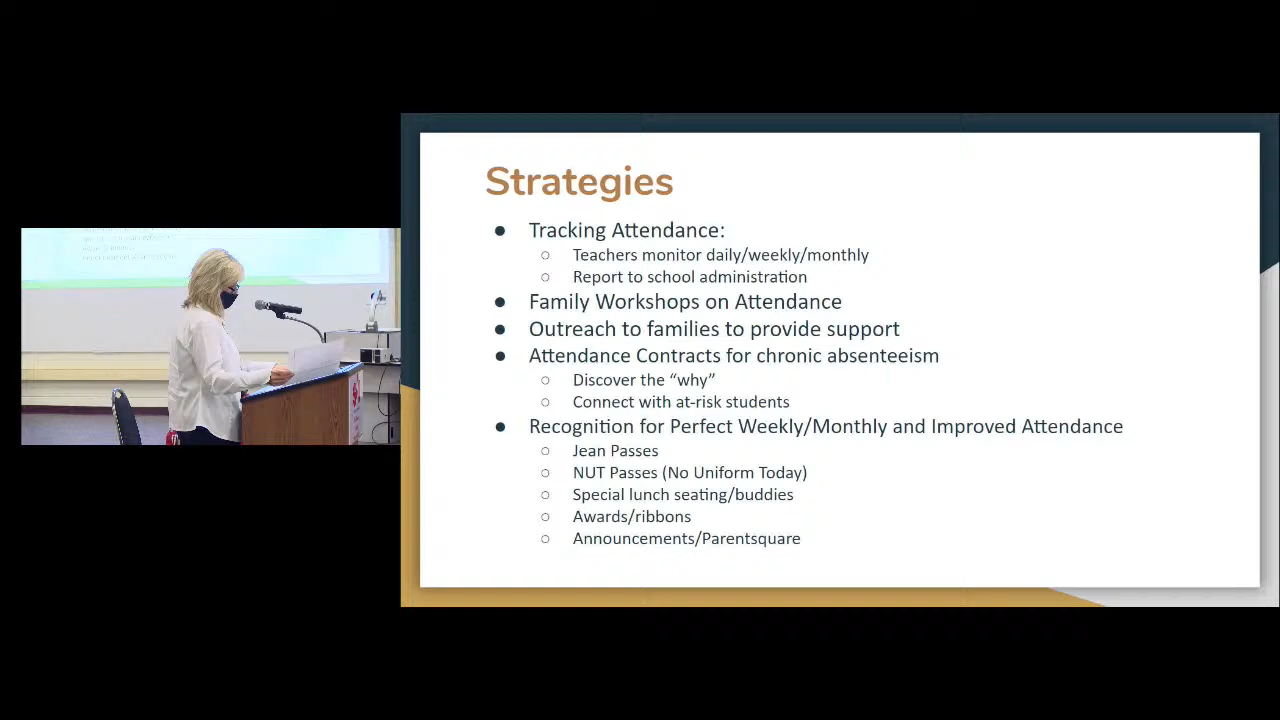 Strategies
● Tracking Attendance:
○ Teachers monitor daily/weekly/monthly
○ Report to school administration
● Family Workshops on Attendance
● Outreach to families to provide support
● Attendance Contracts for chronic absenteeism
○ Discover the “why”
○ Connect with at-risk students
● Recognition for Perfect Weekly/Monthly and Improved Attendance
○ Jean Passes
○ NUT Passes (No Uniform Today)
○ Special lunch seating/buddies
○ Awards/ribbons
○ Announcements/Parentsquare